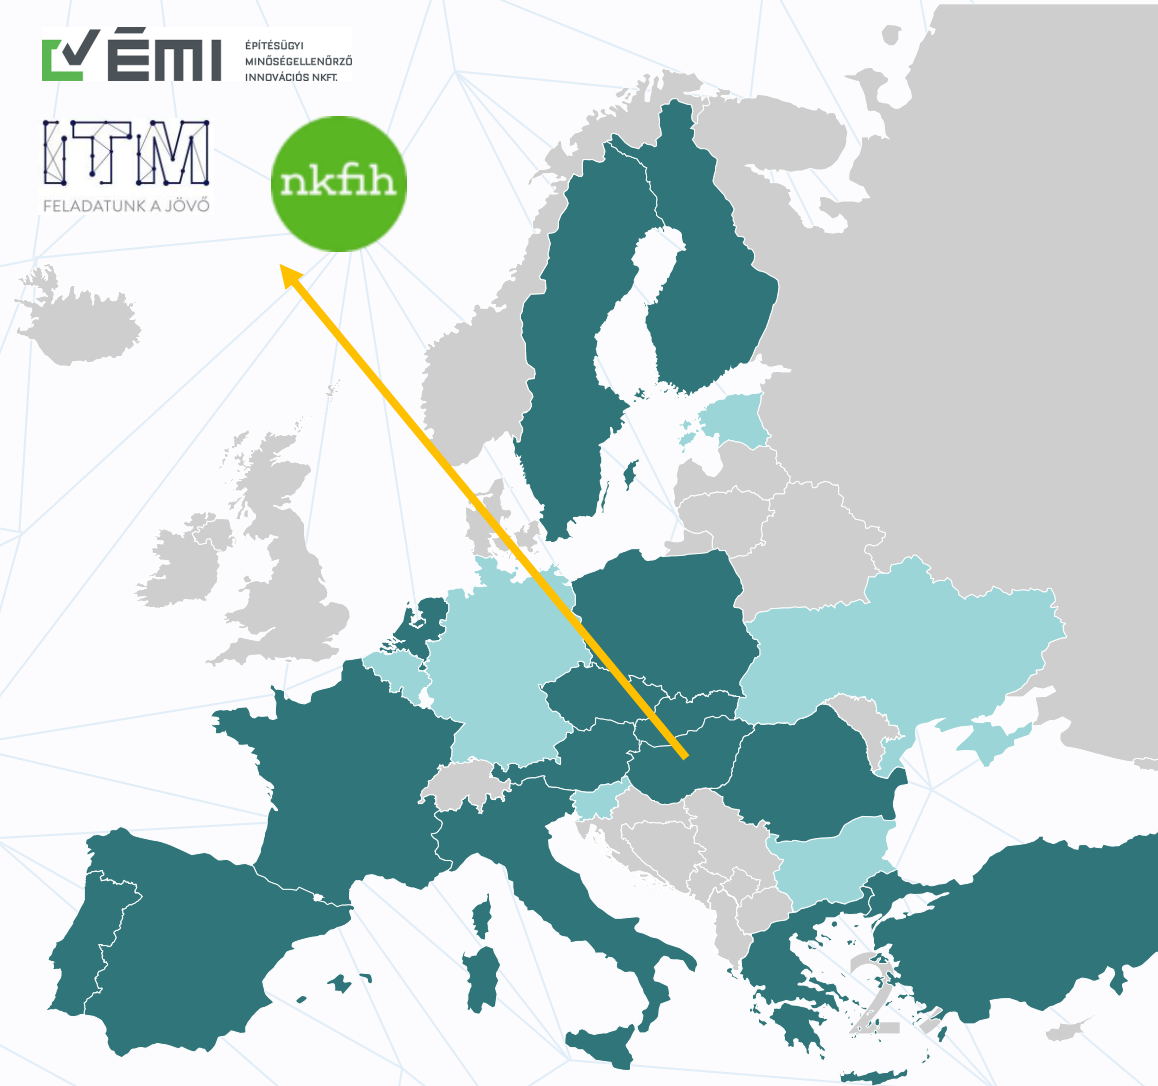 ÉMI
ÉPÍTÉSÜGYI
MINŐSÉGELLENŐRZŐ
INNOVÁCIÓS NKFT.
ITM
FELADATUNK A JÖVŐ
nkfih